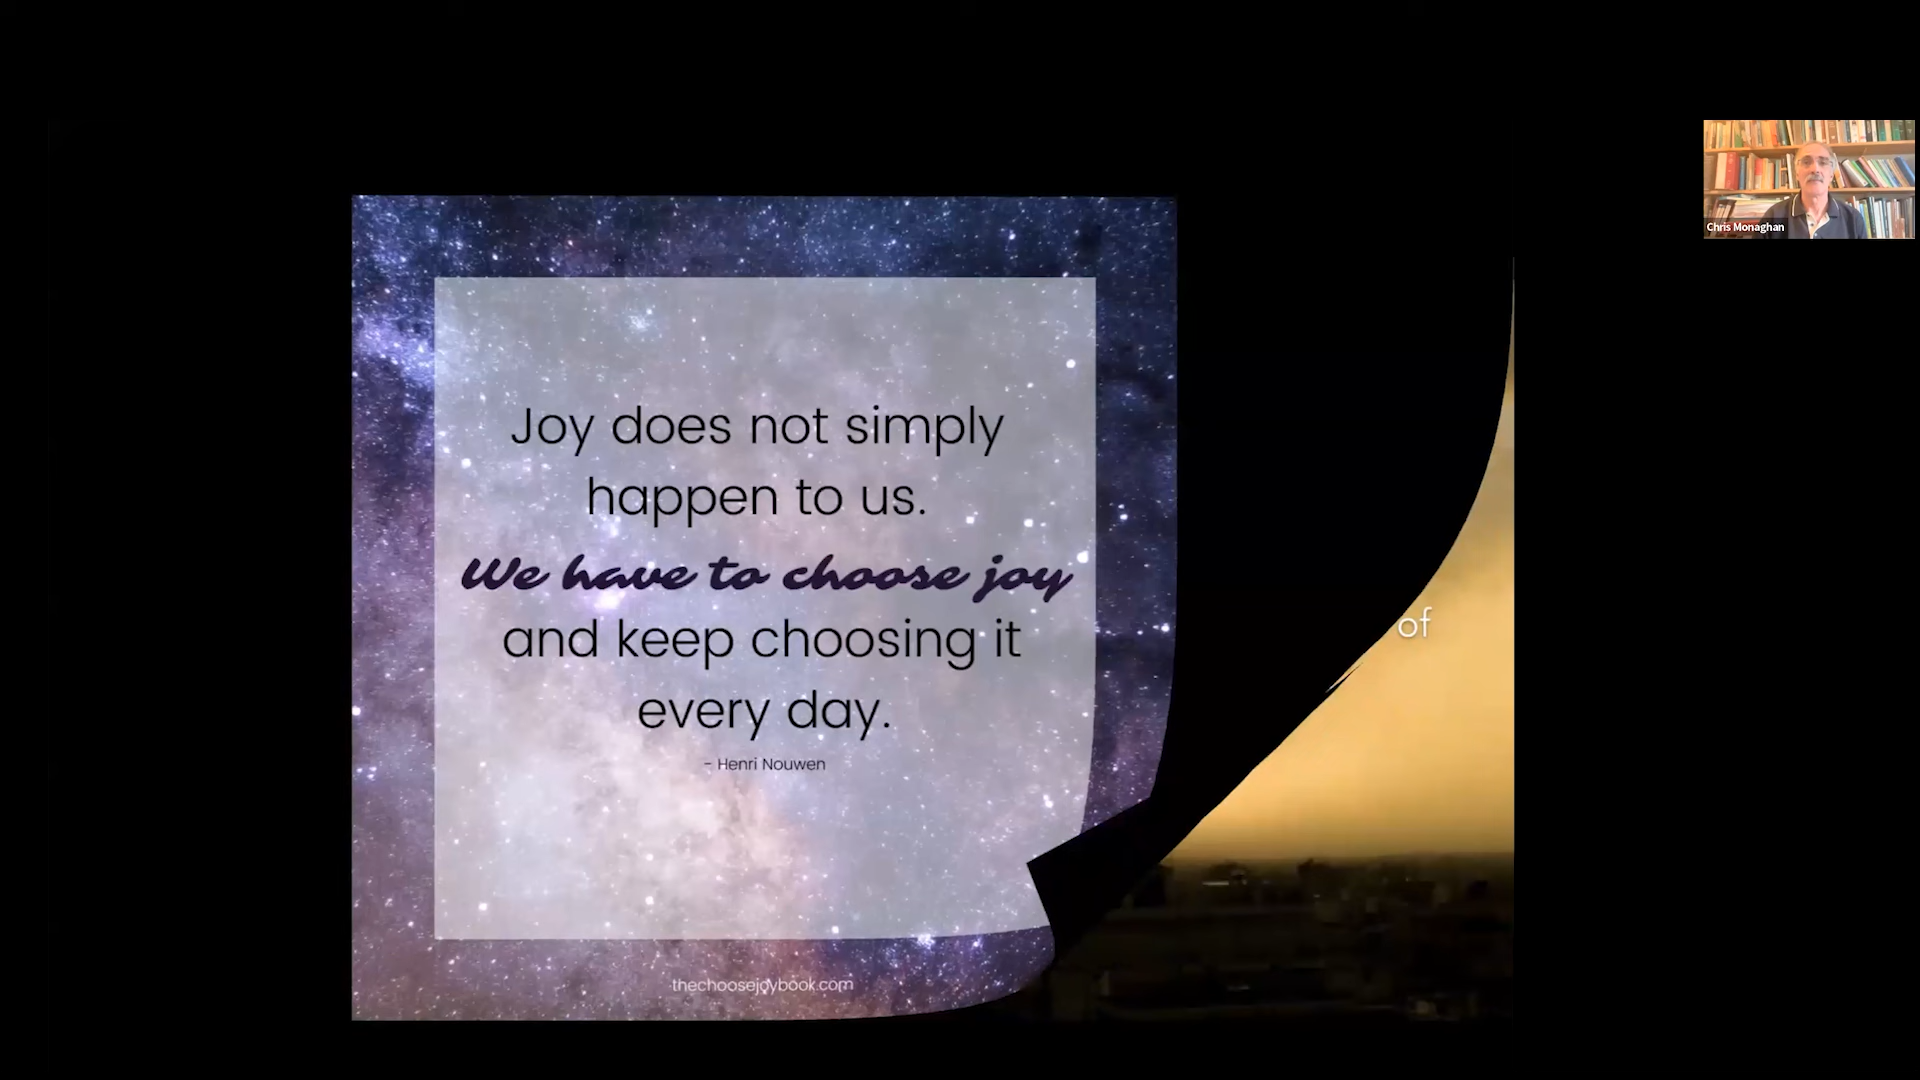 Joy does not simply
happen to us.
We have to choose joy
and keep choosing it
every day.
- Henri Nouwen
thechoosejoybook.com
of
Chris Monaghan